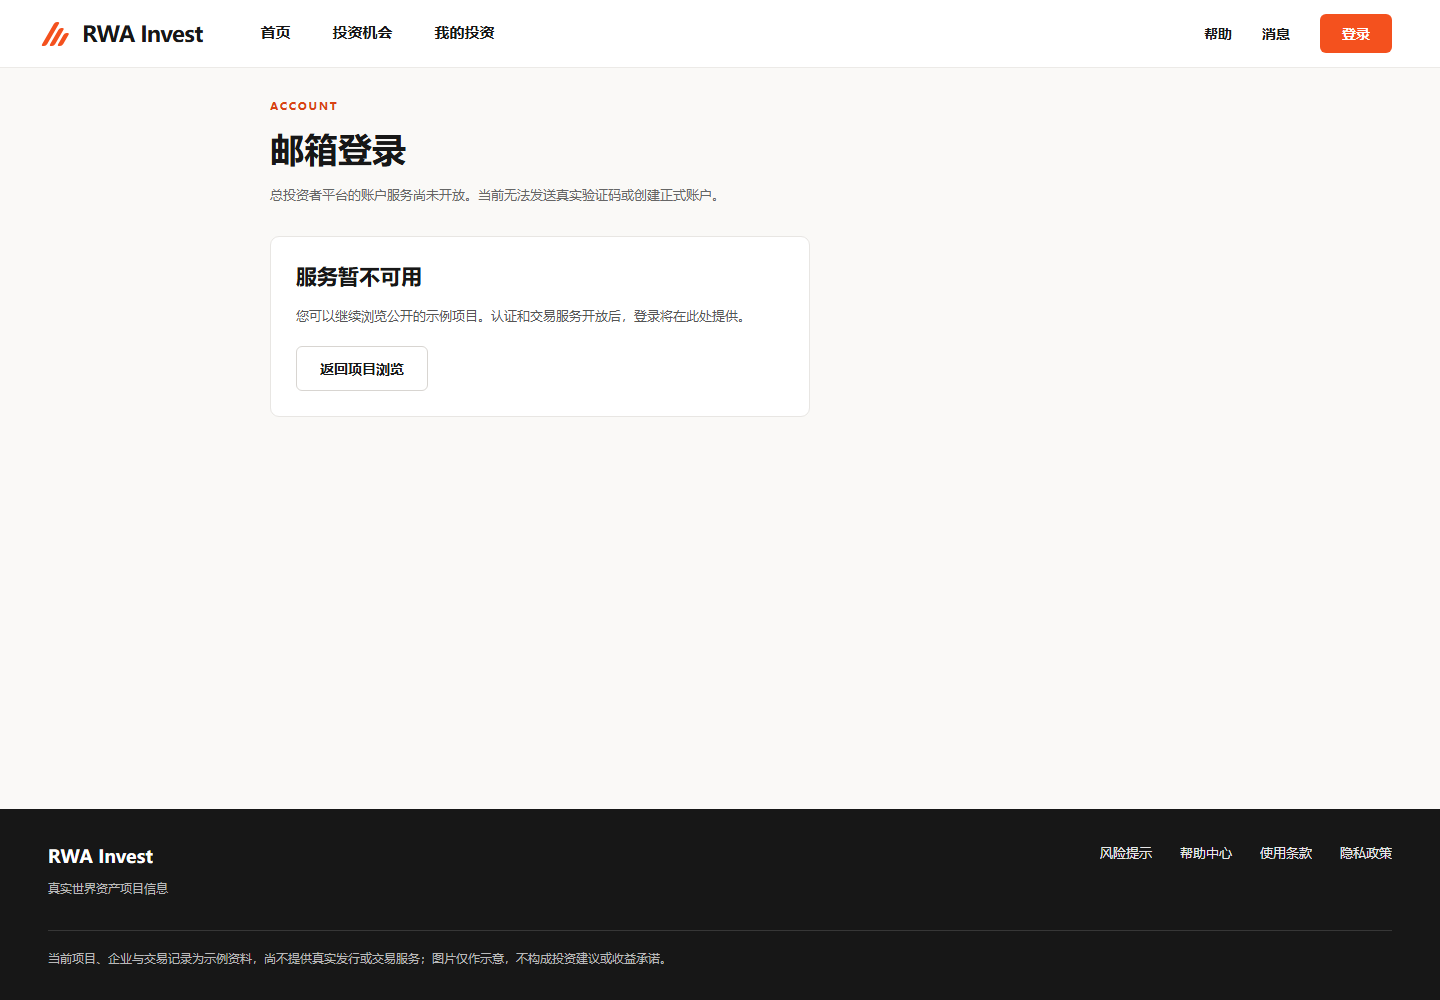 RWA Invest
首页
投资机会
我的投资
帮助
消息
登录
ACCOUNT
邮箱登录
总投资者平台的账户服务尚未开放。当前无法发送真实验证码或创建正式账户。
服务暂不可用
您可以继续浏览公开的示例项目。认证和交易服务开放后，登录将在此处提供。
返回项目浏览
RWA Invest
真实世界资产项目信息
风险提示
帮助中心
使用条款
隐私政策
当前项目、企业与交易记录为示例资料，尚不提供真实发行或交易服务；图片仅作示意，不构成投资建议或收益承诺。